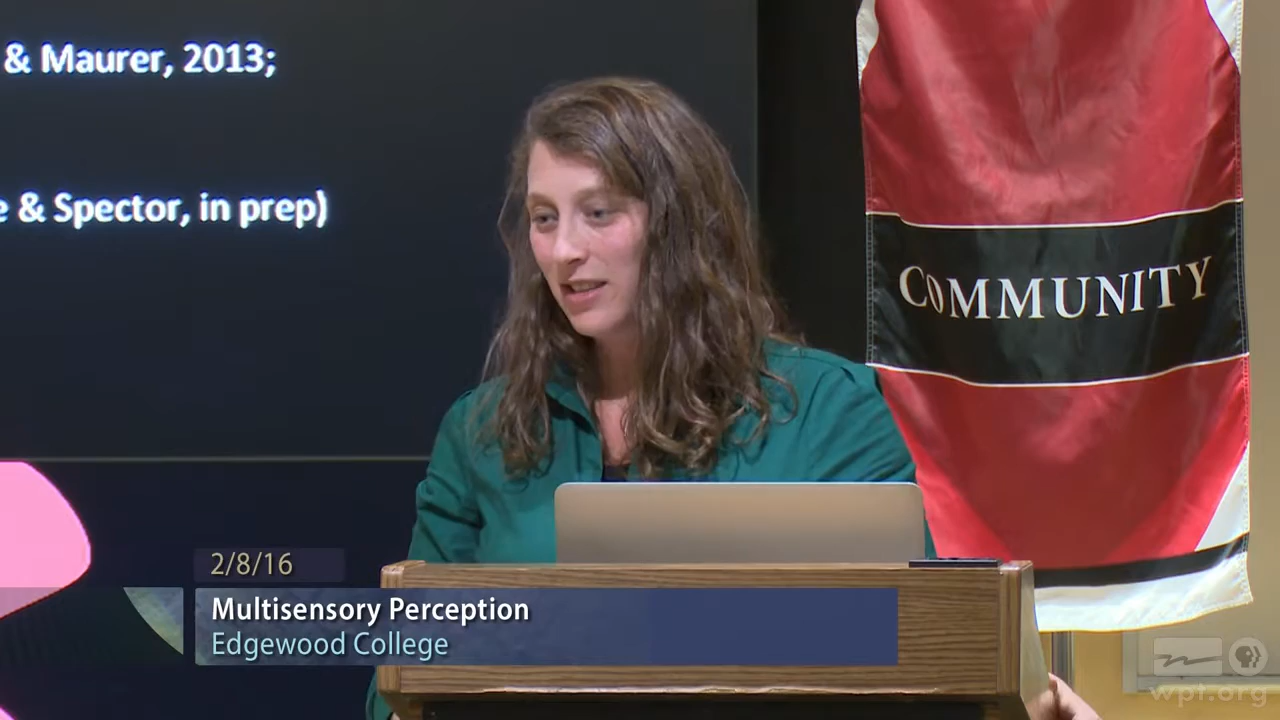 & Maurer, 2013;
e & Spector, in prep)
COMMUNITY
2/8/16
Multisensory Perception
Edgewood College
wpt.org